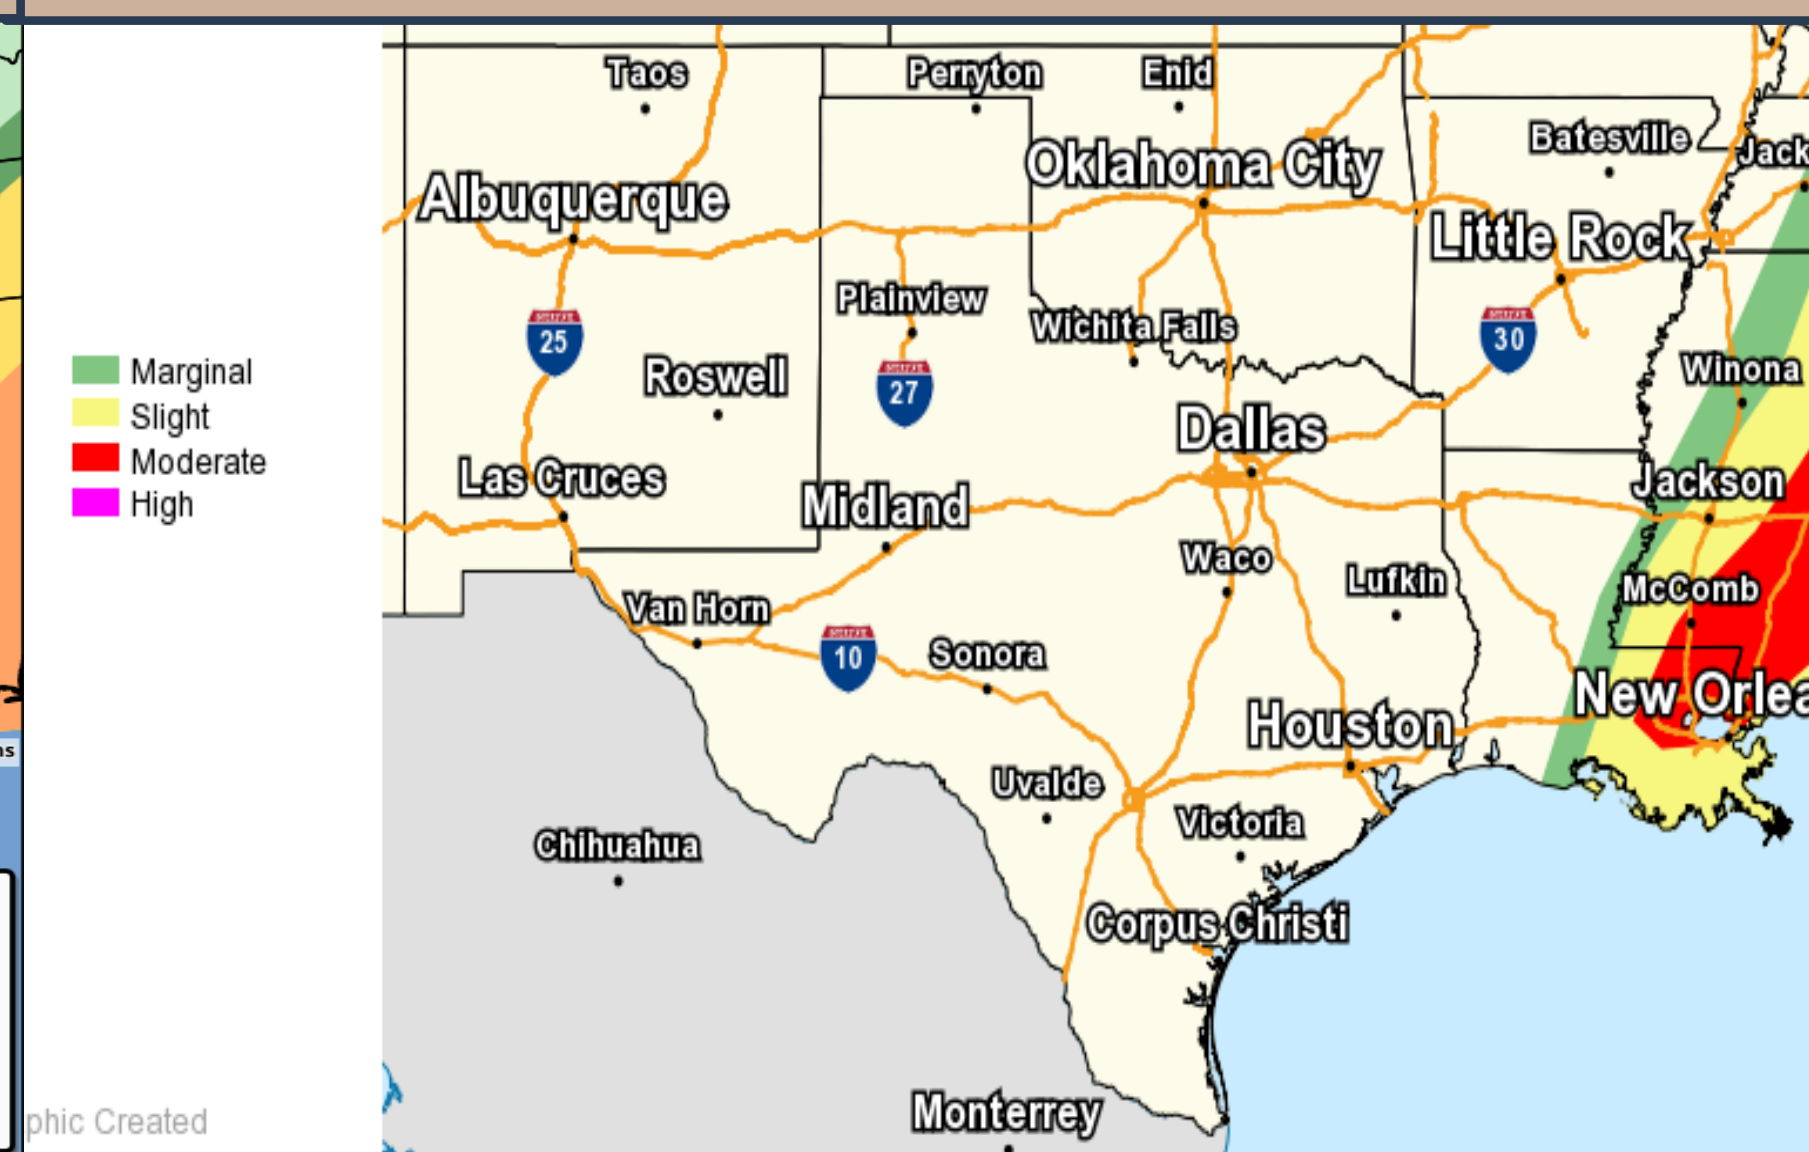 Taos
Perryton
Enid
Batesville
Jack
Oklahoma City
Albuquerque
Little Rock
Plainview
Wichita Falls
25
30
Marginal
Slight
Moderate
High
Roswell
27
Winona
Dallas
Las Cruces
Midland
Jackson
Waco
Lufkin
McComb
Van Horn
10
Sonora
New Orlea
Houston
ns
Uvalde
Victoria
Chihuahua
Corpus Christi
Monterrey
phic Created